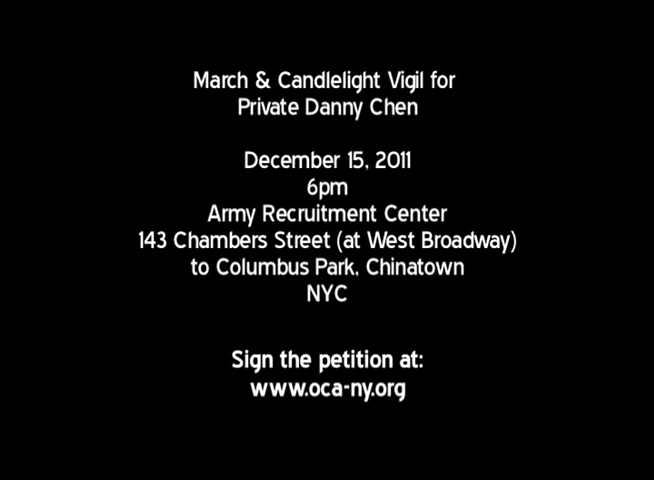 March & Candlelight Vigil for
Private Danny Chen
December 15, 2011
6pm
Army Recruitment Center
143 Chambers Street (at West Broadway)
to Columbus Park, Chinatown
NYC
Sign the petition at:
www.oca-ny.org